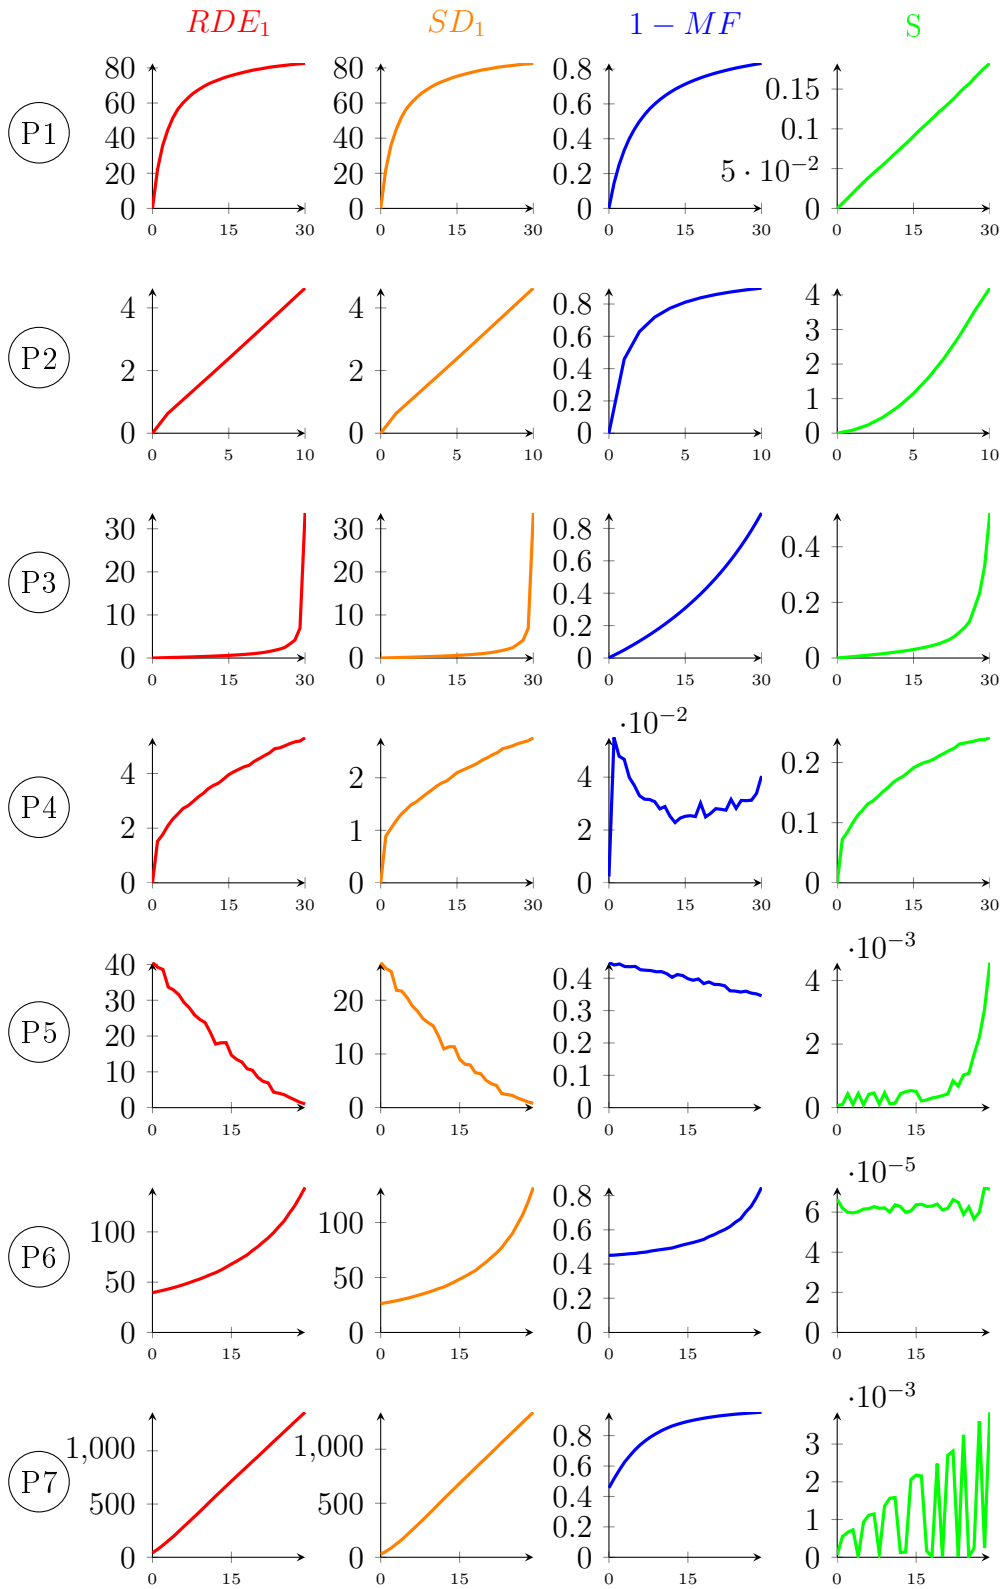 RDE₁ SD₁ 1 − MF S
P1
80 60 40 20 0 0 15 30
80 60 40 20 0 0 15 30
0.8 0.6 0.4 0.2 0 0 15 30
0.15 0.1 5 · 10⁻² 0 0 15 30
P2
4 2 0 0 5 10
4 2 0 0 5 10
0.8 0.6 0.4 0.2 0 0 5 10
4 3 2 1 0 0 5 10
P3
30 20 10 0 0 15 30
30 20 10 0 0 15 30
0.8 0.6 0.4 0.2 0 0 15 30
0.4 0.2 0 0 15 30
P4
4 2 0 0 15 30
2 1 0 0 15 30
·10⁻² 4 2 0 15 30
0.2 0.1 0 0 15 30
P5
40 30 20 10 0 0 15
20 10 0 0 15
0.4 0.3 0.2 0.1 0 0 15
·10⁻³ 4 2 0 0 15
P6
100 50 0 0 15
100 50 0 0 15
0.8 0.6 0.4 0.2 0 0 15
·10⁻⁵ 6 4 2 0 0 15
P7
1,000 500 0 0 15
1,000 500 0 0 15
0.8 0.6 0.4 0.2 0 0 15
·10⁻³ 3 2 1 0 0 15